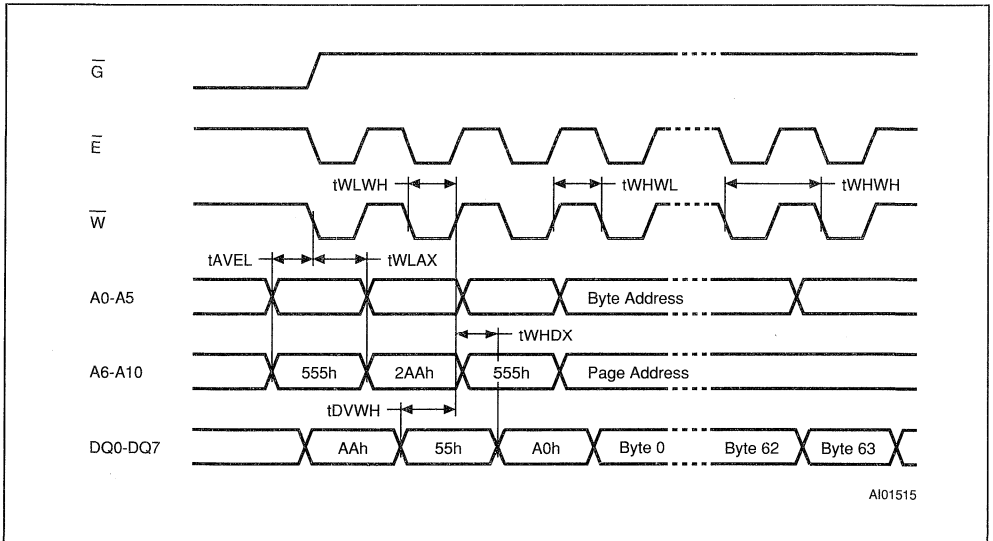 G̅
E̅
tWLWH tWHWL tWHWH
W̅
tAVEL tWLAX
A0-A5 Byte Address
tWHDX
A6-A10 555h 2AAh 555h Page Address
tDVWH
DQ0-DQ7 AAh 55h A0h Byte 0 Byte 62 Byte 63
AI01515